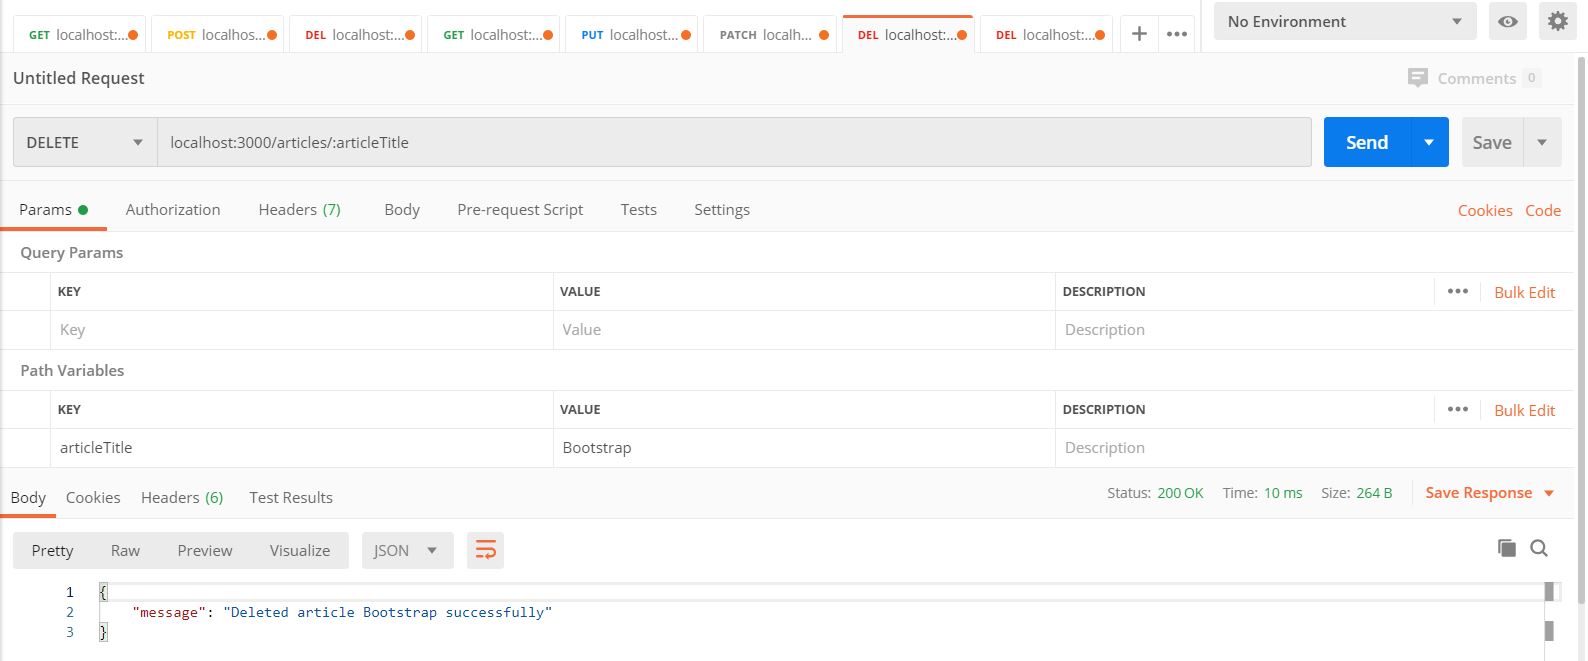 GET localhost:... POST localhos... DEL localhost:... GET localhost:... PUT localhost... PATCH localh... DEL localhost:... DEL localhost:... + ••• No Environment
Untitled Request Comments 0
DELETE localhost:3000/articles/:articleTitle Send Save
Params Authorization Headers (7) Body Pre-request Script Tests Settings Cookies Code
Query Params
KEY VALUE DESCRIPTION ••• Bulk Edit
Key Value Description
Path Variables
KEY VALUE DESCRIPTION ••• Bulk Edit
articleTitle Bootstrap Description
Body Cookies Headers (6) Test Results Status: 200 OK Time: 10 ms Size: 264 B Save Response
Pretty Raw Preview Visualize JSON
1 {
2 "message": "Deleted article Bootstrap successfully"
3 }